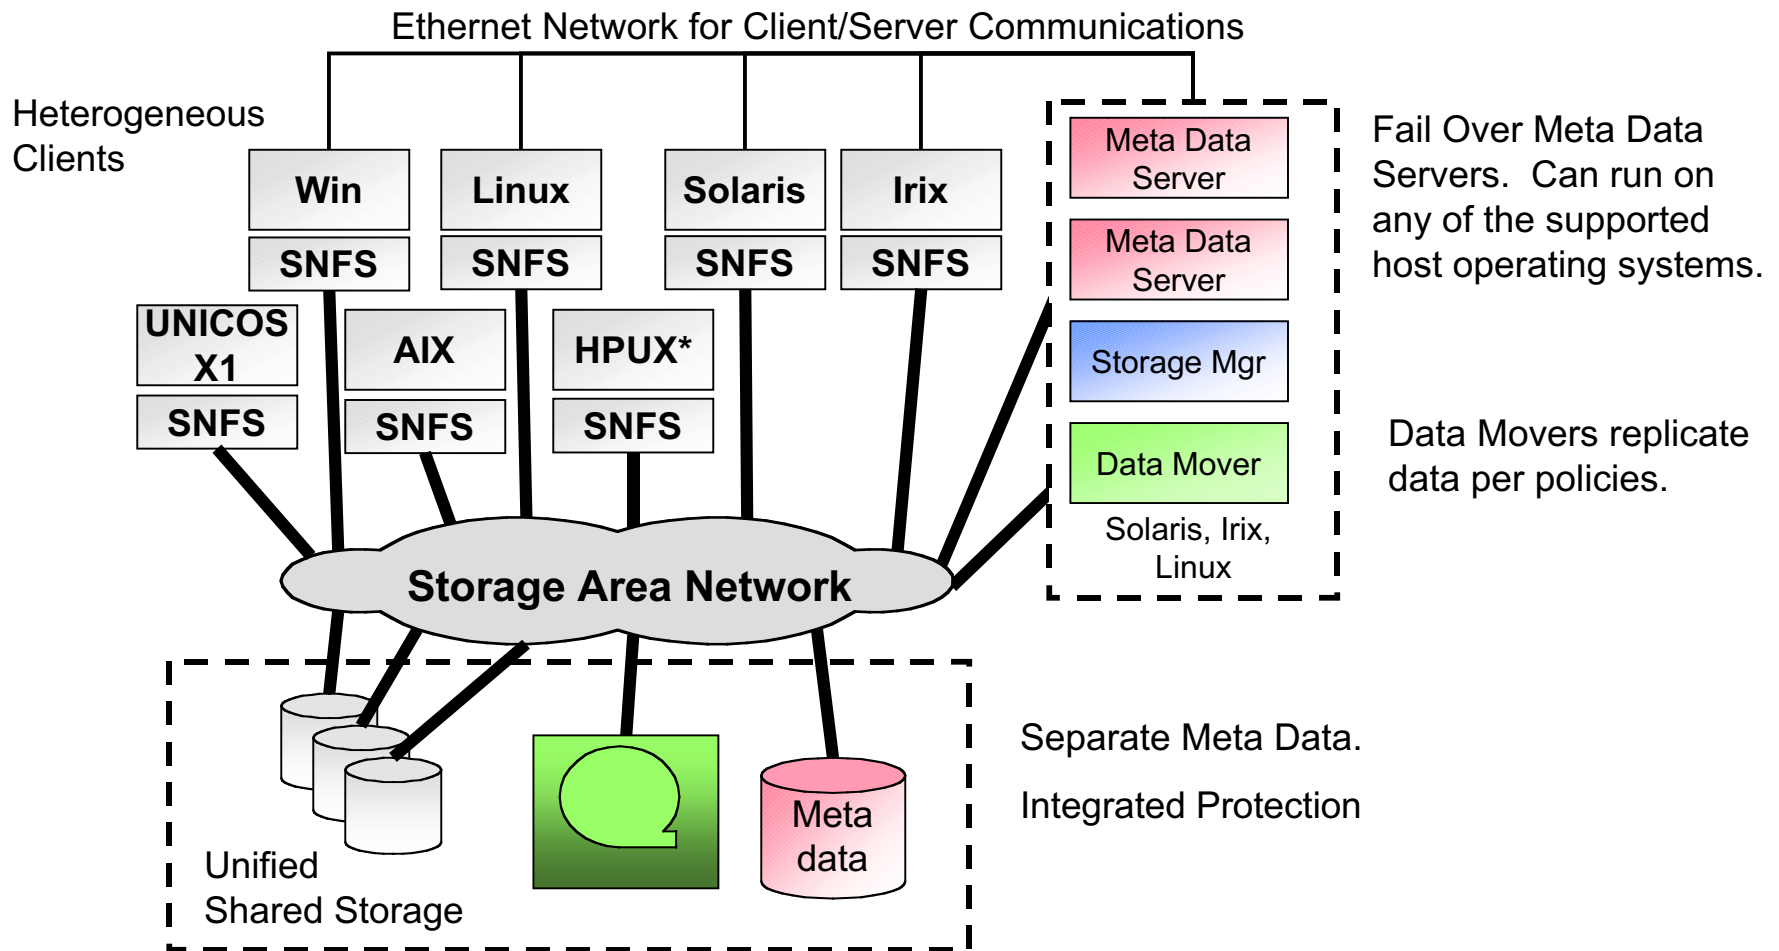 Ethernet Network for Client/Server Communications
Heterogeneous
Clients
Win
Linux
Solaris
Irix
SNFS
SNFS
SNFS
SNFS
UNICOS
X1
AIX
HPUX*
SNFS
SNFS
SNFS
Meta Data
Server
Meta Data
Server
Storage Mgr
Data Mover
Solaris, Irix,
Linux
Fail Over Meta Data
Servers.  Can run on
any of the supported
host operating systems.
Data Movers replicate
data per policies.
Storage Area Network
Unified
Shared Storage
Meta
data
Separate Meta Data.
Integrated Protection